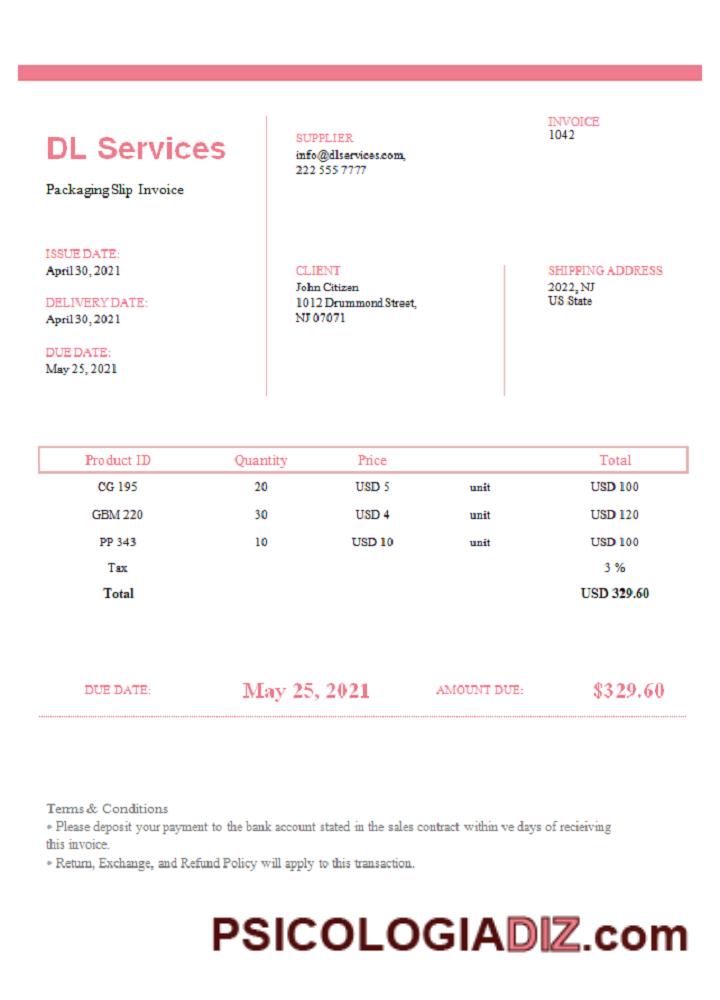 DL Services
Packaging Slip Invoice
SUPPLIER
info@dlservices.com,
222 555 7777
INVOICE
1042
ISSUE DATE:
April 30, 2021
DELIVERY DATE:
April 30, 2021
DUE DATE:
May 25, 2021
CLIENT
John Citizen
1012 Drummond Street,
NJ 07071
SHIPPING ADDRESS
2022, NJ
US State
Product ID Quantity Price Total
CG 195 20 USD 5 unit USD 100
GBM 220 30 USD 4 unit USD 120
PP 343 10 USD 10 unit USD 100
Tax 3 %
Total USD 329.60
DUE DATE: May 25, 2021 AMOUNT DUE: $329.60
Terms & Conditions
* Please deposit your payment to the bank account stated in the sales contract within ve days of recieiving
this invoice.
* Return, Exchange, and Refund Policy will apply to this transaction.
PSICOLOGIADIZ.com